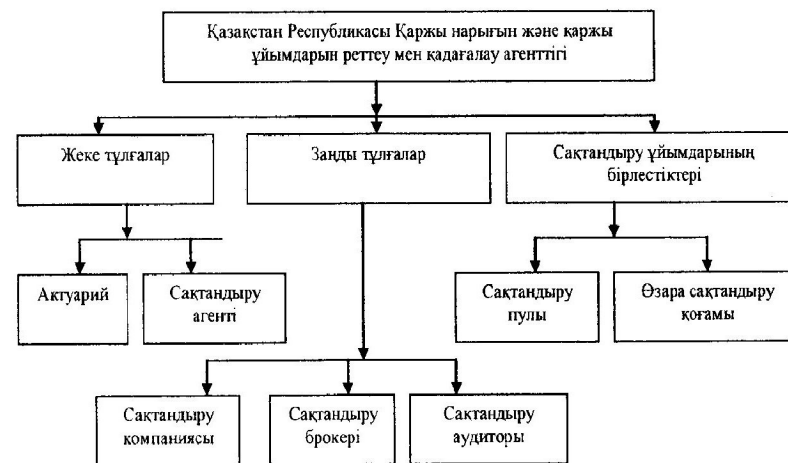 Қазақстан Республикасы Қаржы нарығын және қаржы
ұйымдарын реттеу мен қадағалау агенттігі
Жеке тұлғалар
Заңды тұлғалар
Сақтандыру ұйымдарының
бірлестіктері
Актуарий
Сақтандыру
агенті
Сақтандыру
пулы
Өзара сақтандыру
қоғамы
Сақтандыру
компаниясы
Сақтандыру
брокері
Сақтандыру
аудиторы